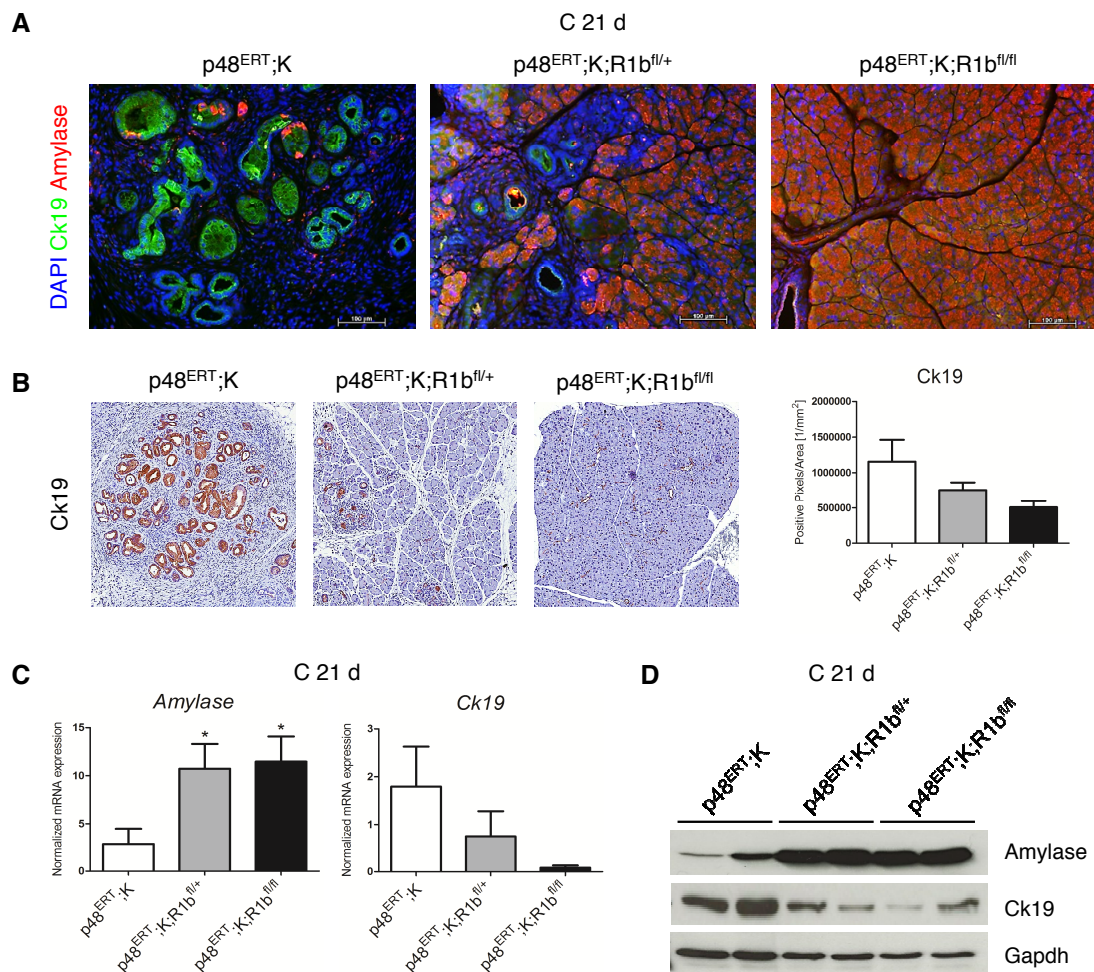 A
C 21 d
p48ERT;K
p48ERT;K;R1bfl/+
p48ERT;K;R1bfl/fl
DAPI Ck19 Amylase
100 µm
100 µm
100 µm
B
p48ERT;K
p48ERT;K;R1bfl/+
p48ERT;K;R1bfl/fl
Ck19
Ck19
Positive Pixels/Area [1/mm2]
1500000
1000000
500000
0
p48ERT;K
p48ERT;K;R1bfl/+
p48ERT;K;R1bfl/fl
C
C 21 d
Amylase
Normalized mRNA expression
15
10
5
0
*
*
p48ERT;K
p48ERT;K;R1bfl/+
p48ERT;K;R1bfl/fl
Ck19
Normalized mRNA expression
3
2
1
0
p48ERT;K
p48ERT;K;R1bfl/+
p48ERT;K;R1bfl/fl
D
C 21 d
p48ERT;K
p48ERT;K;R1bfl/+
p48ERT;K;R1bfl/fl
Amylase
Ck19
Gapdh